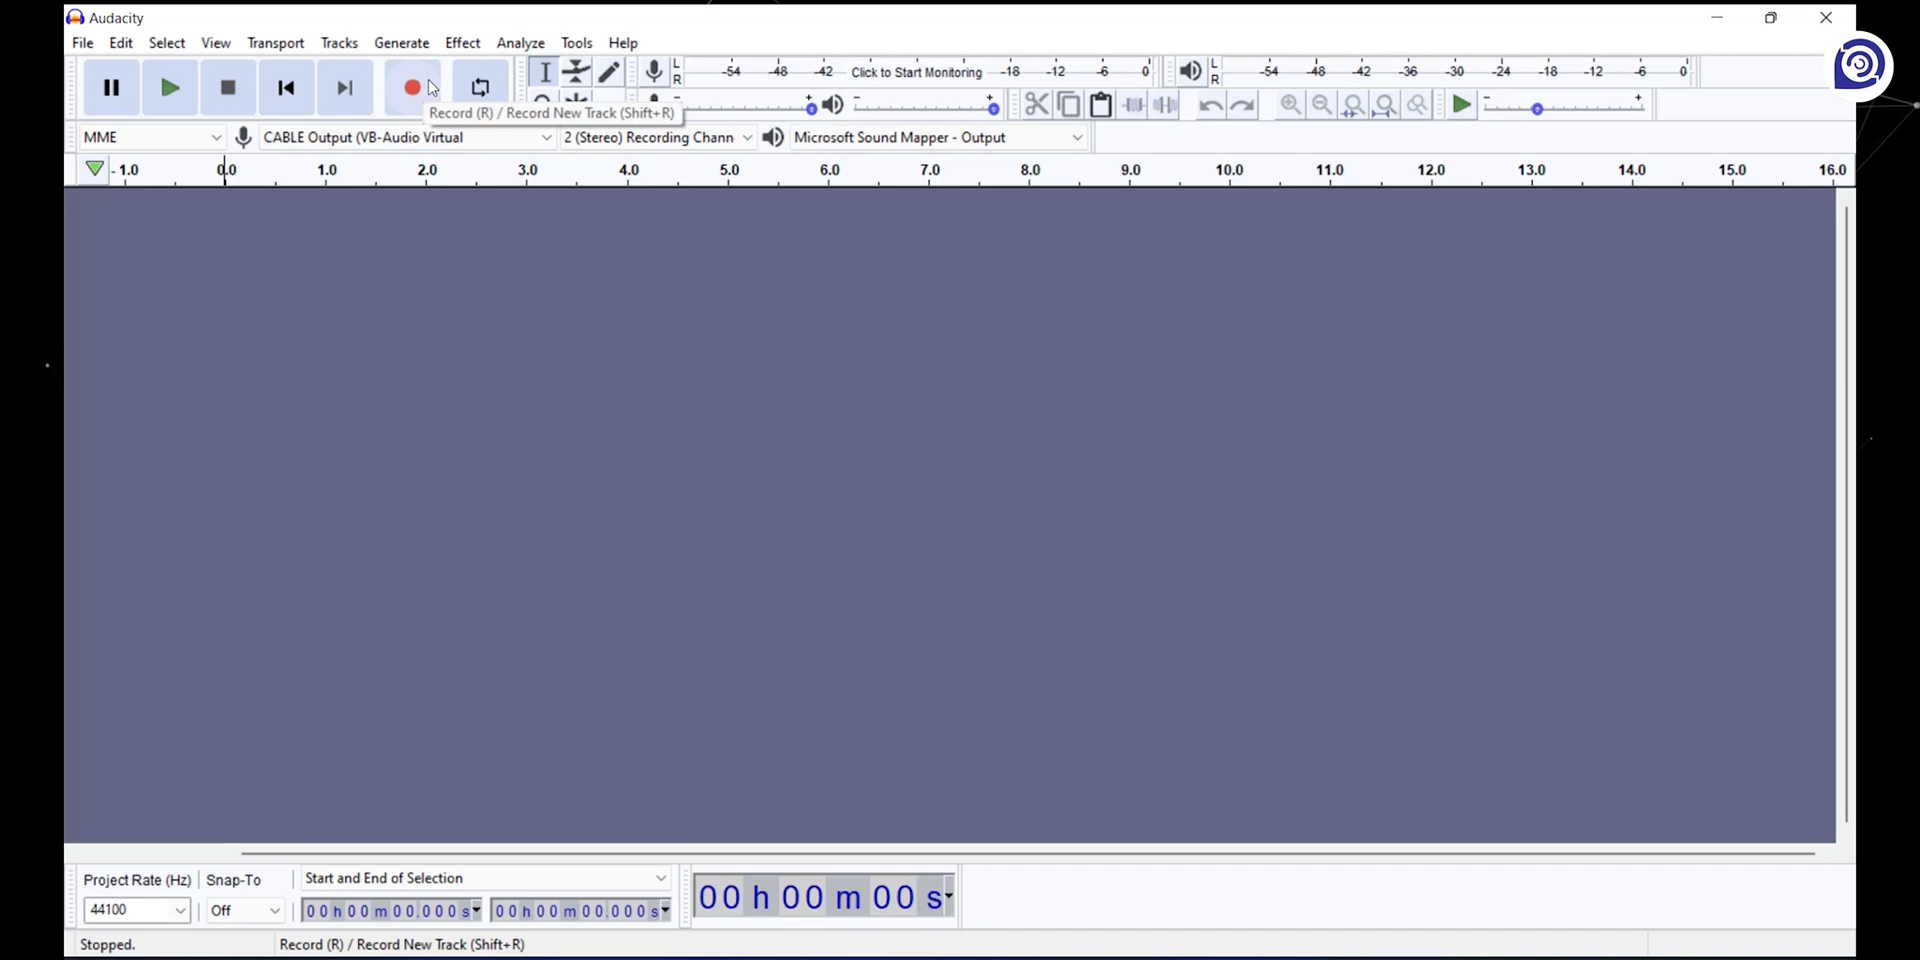 Audacity
File Edit Select View Transport Tracks Generate Effect Analyze Tools Help
L -54 -48 -42 Click to Start Monitoring -18 -12 -6 0 L -54 -48 -42 -36 -30 -24 -18 -12 -6 0
R R
- + - + - +
Record (R) / Record New Track (Shift+R)
MME CABLE Output (VB-Audio Virtual 2 (Stereo) Recording Chann Microsoft Sound Mapper - Output
-1.0 0.0 1.0 2.0 3.0 4.0 5.0 6.0 7.0 8.0 9.0 10.0 11.0 12.0 13.0 14.0 15.0 16.0
Project Rate (Hz) Snap-To Start and End of Selection
44100 Off 00h00m00.000s 00h00m00.000s 00h00m00s
Stopped. Record (R) / Record New Track (Shift+R)